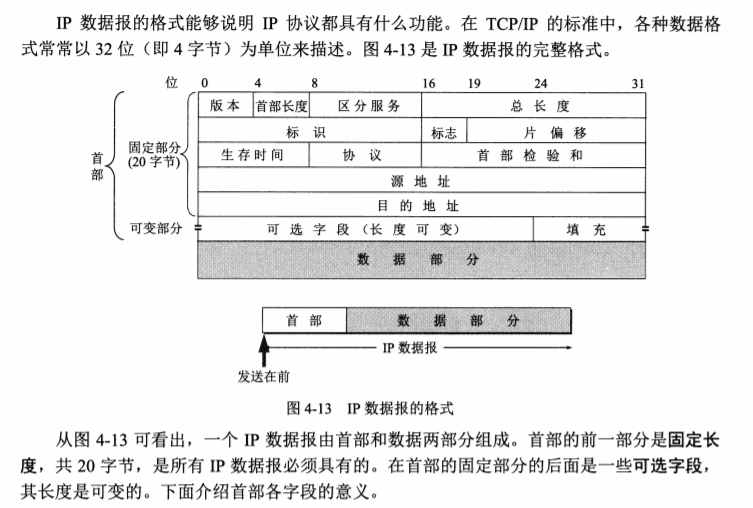 IP 数据报的格式能够说明 IP 协议都具有什么功能。在 TCP/IP 的标准中，各种数据格
式常常以 32 位（即 4 字节）为单位来描述。图 4-13 是 IP 数据报的完整格式。
位 0 4 8 16 19 24 31
版本 首部长度 区分服务 总长度
标识 标志 片偏移
首部 固定部分
(20 字节) 生存时间 协议 首部检验和
源地址
目的地址
可变部分 可选字段（长度可变） 填充
数据部分
首部 数据部分
IP 数据报
发送在前
图 4-13 IP 数据报的格式
从图 4-13 可看出，一个 IP 数据报由首部和数据两部分组成。首部的前一部分是固定长
度，共 20 字节，是所有 IP 数据报必须具有的。在首部的固定部分的后面是一些可选字段，
其长度是可变的。下面介绍首部各字段的意义。